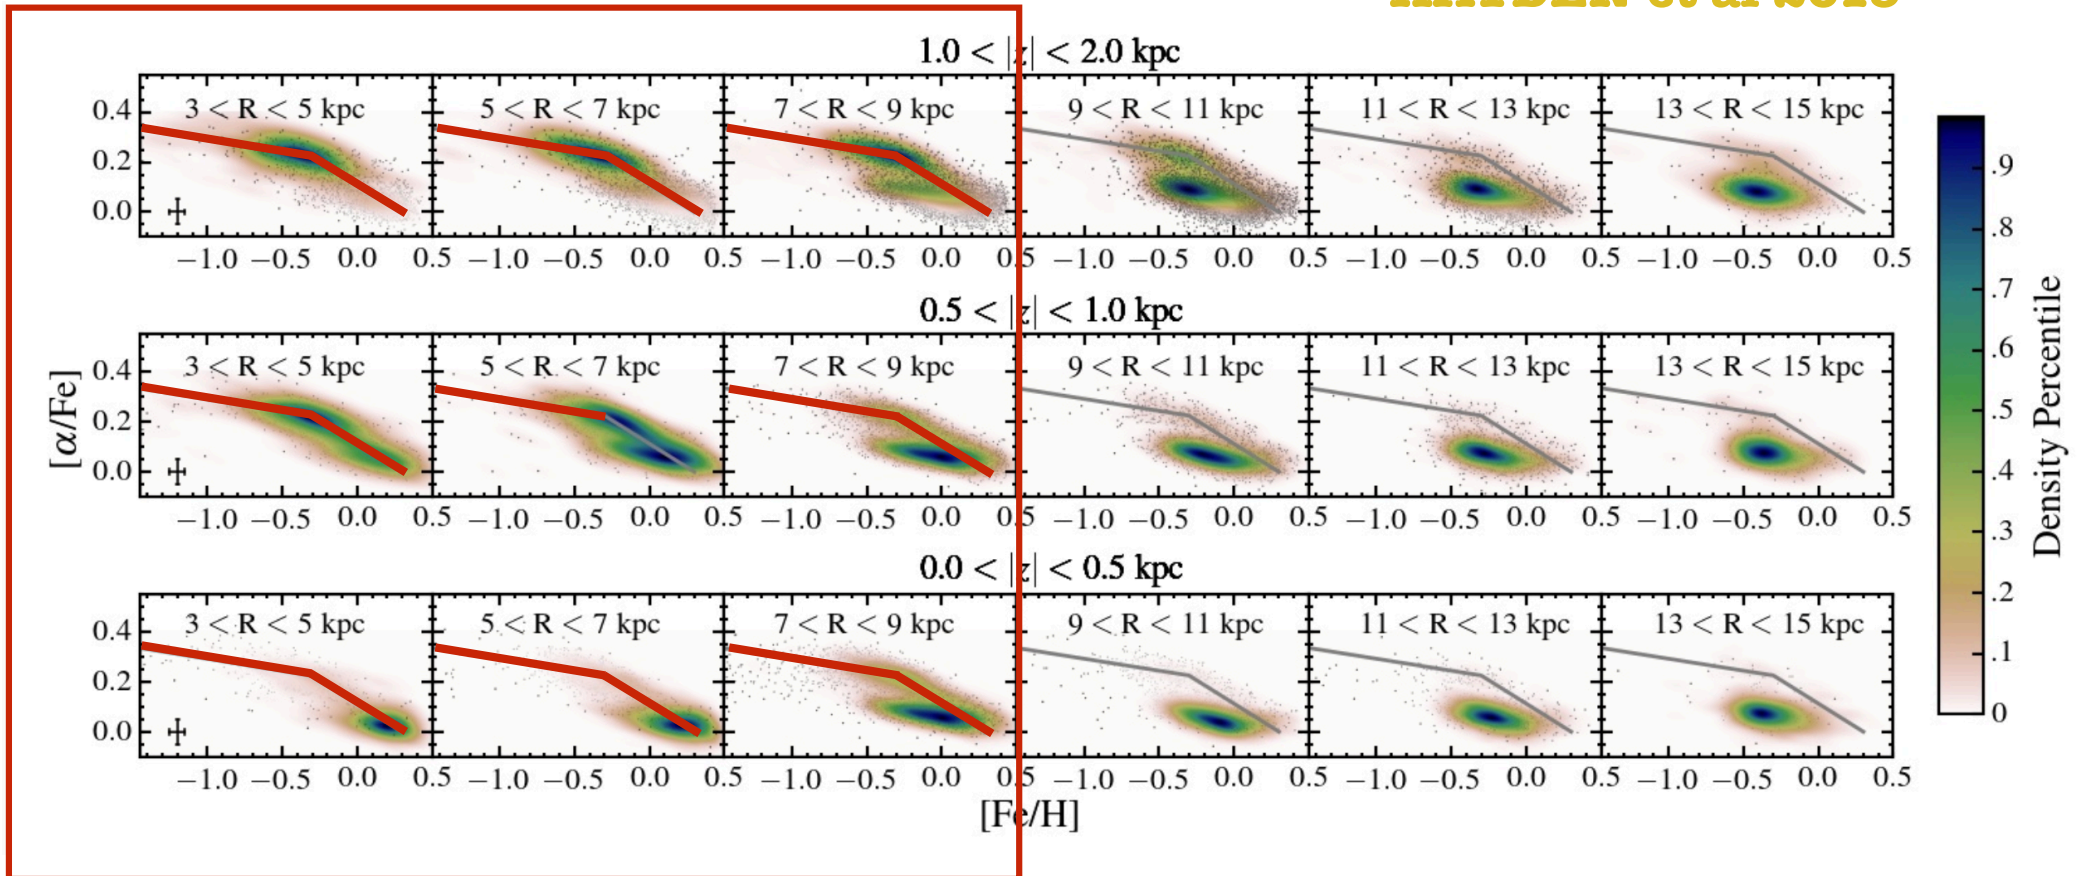 1.0 < |z| < 2.0 kpc
3 < R < 5 kpc 5 < R < 7 kpc 7 < R < 9 kpc 9 < R < 11 kpc 11 < R < 13 kpc 13 < R < 15 kpc
0.4
0.2
0.0
−1.0 −0.5 0.0 0.5 −1.0 −0.5 0.0 0.5 −1.0 −0.5 0.0 0.5 −1.0 −0.5 0.0 0.5 −1.0 −0.5 0.0 0.5 −1.0 −0.5 0.0 0.5
0.5 < |z| < 1.0 kpc
3 < R < 5 kpc 5 < R < 7 kpc 7 < R < 9 kpc 9 < R < 11 kpc 11 < R < 13 kpc 13 < R < 15 kpc
[α/Fe]
0.4
0.2
0.0
−1.0 −0.5 0.0 0.5 −1.0 −0.5 0.0 0.5 −1.0 −0.5 0.0 0.5 −1.0 −0.5 0.0 0.5 −1.0 −0.5 0.0 0.5 −1.0 −0.5 0.0 0.5
0.0 < |z| < 0.5 kpc
3 < R < 5 kpc 5 < R < 7 kpc 7 < R < 9 kpc 9 < R < 11 kpc 11 < R < 13 kpc 13 < R < 15 kpc
0.4
0.2
0.0
−1.0 −0.5 0.0 0.5 −1.0 −0.5 0.0 0.5 −1.0 −0.5 0.0 0.5 −1.0 −0.5 0.0 0.5 −1.0 −0.5 0.0 0.5 −1.0 −0.5 0.0 0.5
[Fe/H]
.9
.8
.7
.6
.5
.4
.3
.2
.1
0
Density Percentile